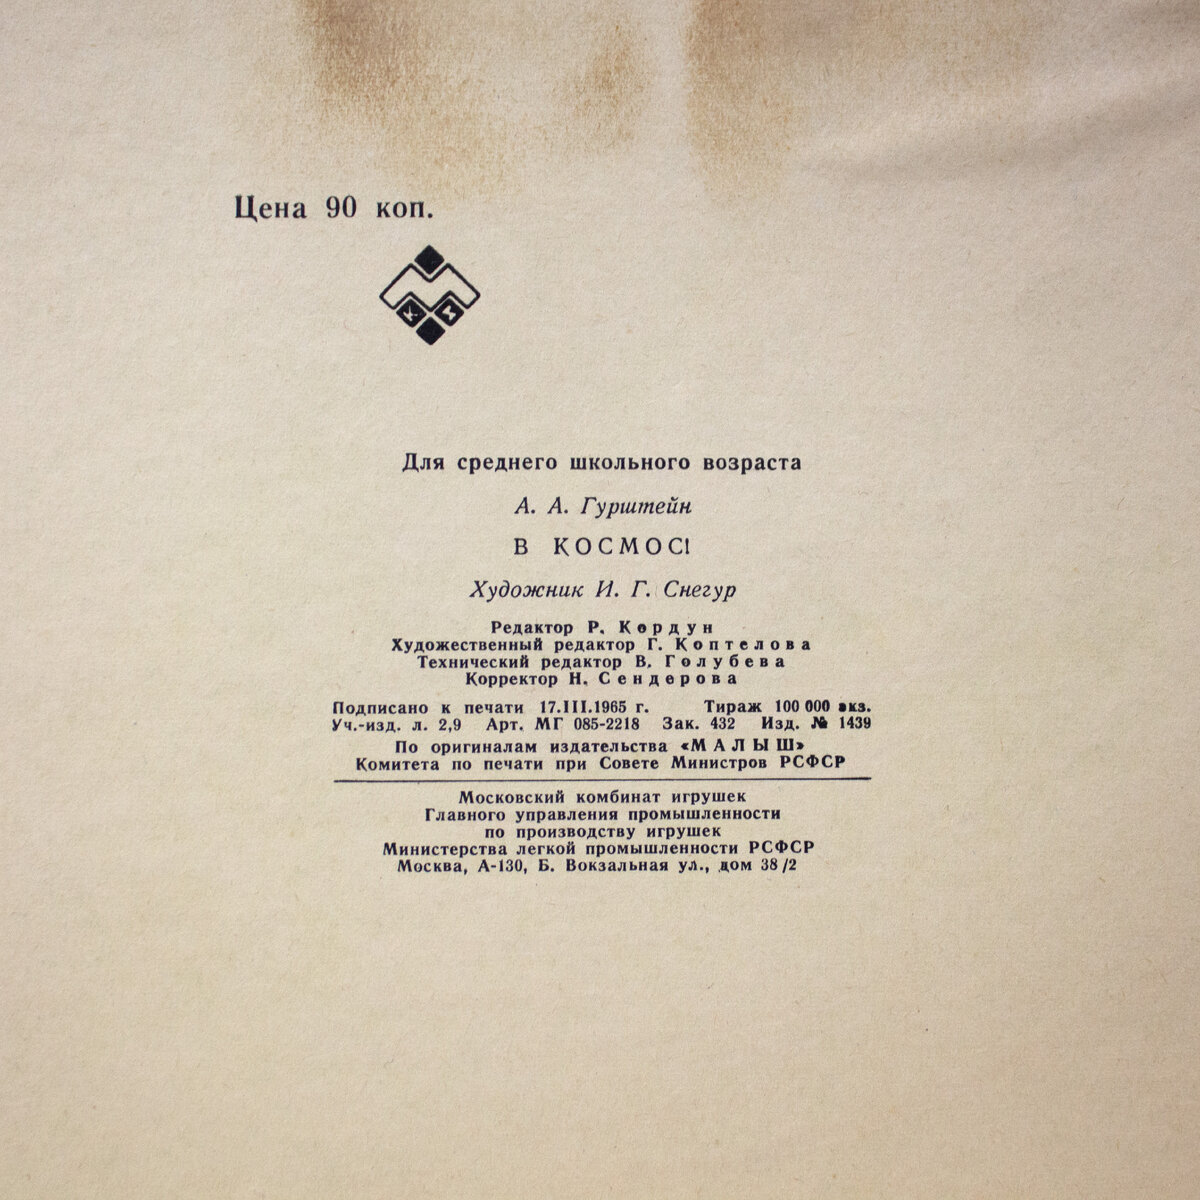 Цена 90 коп.
М
К З
Для среднего школьного возраста
А. А. Гурштейн
В КОСМОС!
Художник И. Г. Снегур
Редактор Р. Кордун
Художественный редактор Г. Коптелова
Технический редактор В. Голубева
Корректор Н. Сендерова
Подписано к печати 17.III.1965 г. Тираж 100 000 экз.
Уч.-изд. л. 2,9 Арт. МГ 085-2218 Зак. 432 Изд. № 1439
По оригиналам издательства «МАЛЫШ»
Комитета по печати при Совете Министров РСФСР
Московский комбинат игрушек
Главного управления промышленности
по производству игрушек
Министерства легкой промышленности РСФСР
Москва, А-130, Б. Вокзальная ул., дом 38/2